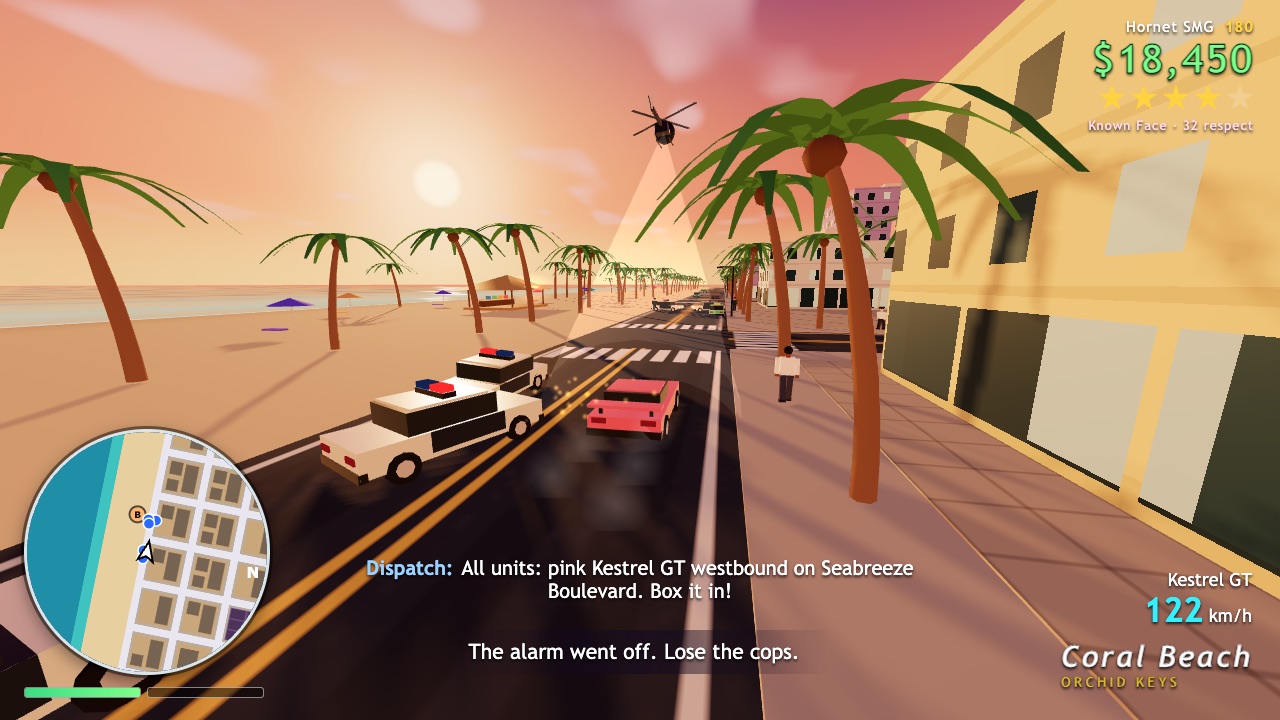 Hornet SMG 180
$18,450
Known Face · 32 respect
B
N
Dispatch: All units: pink Kestrel GT westbound on Seabreeze
Boulevard. Box it in!
The alarm went off. Lose the cops.
Kestrel GT
122 km/h
Coral Beach
ORCHID KEYS